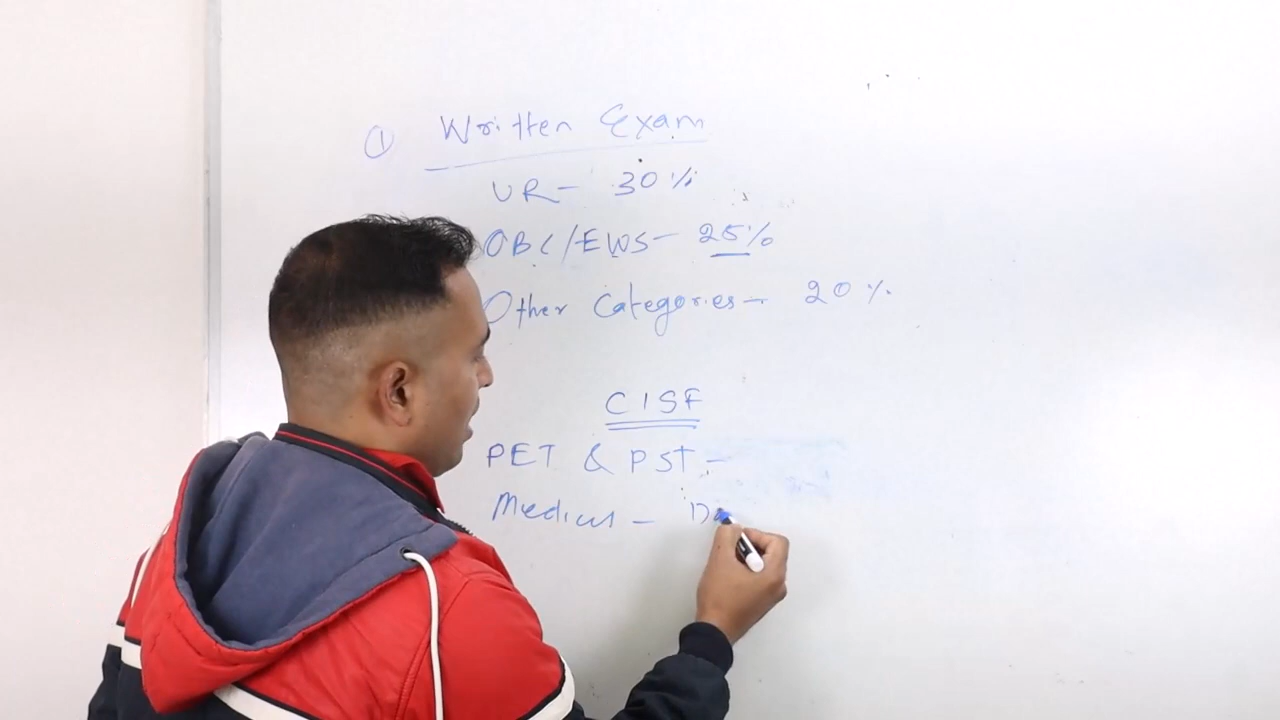 ① Written Exam
UR - 30%
OBC/EWS - 25%
Other Categories - 20%
CISF
PET & PST -
Medical -